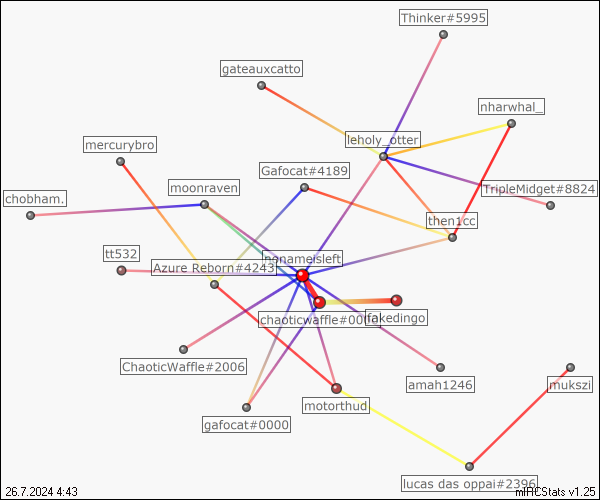 Thinker#5995
gateauxcatto
nharwhal_
leholy_otter
mercurybro
Gafocat#4189
moonraven
TripleMidget#8824
chobham.
then1cc
tt532
nonameisleft
Azure Reborn#4243
chaoticwaffle#0000
fakedingo
ChaoticWaffle#2006
amah1246
mukszi
motorthud
gafocat#0000
lucas das oppai#2396
26.7.2024 4:43
mIRCStats v1.25